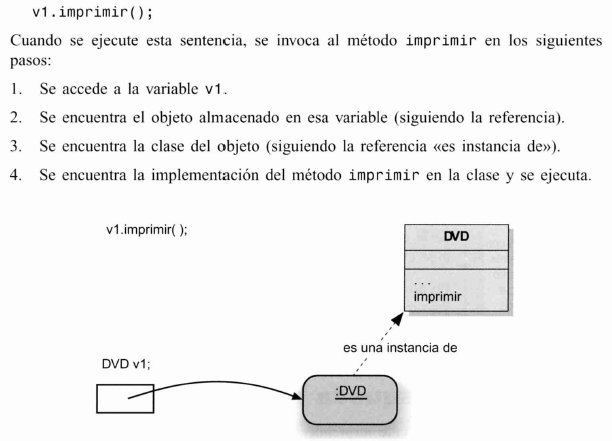 v1.imprimir();
Cuando se ejecute esta sentencia, se invoca al método imprimir en los siguientes
pasos:
1. Se accede a la variable v1.
2. Se encuentra el objeto almacenado en esa variable (siguiendo la referencia).
3. Se encuentra la clase del objeto (siguiendo la referencia «es instancia de»).
4. Se encuentra la implementación del método imprimir en la clase y se ejecuta.
v1.imprimir( );
DVD
. . .
imprimir
es una instancia de
DVD v1;
:DVD